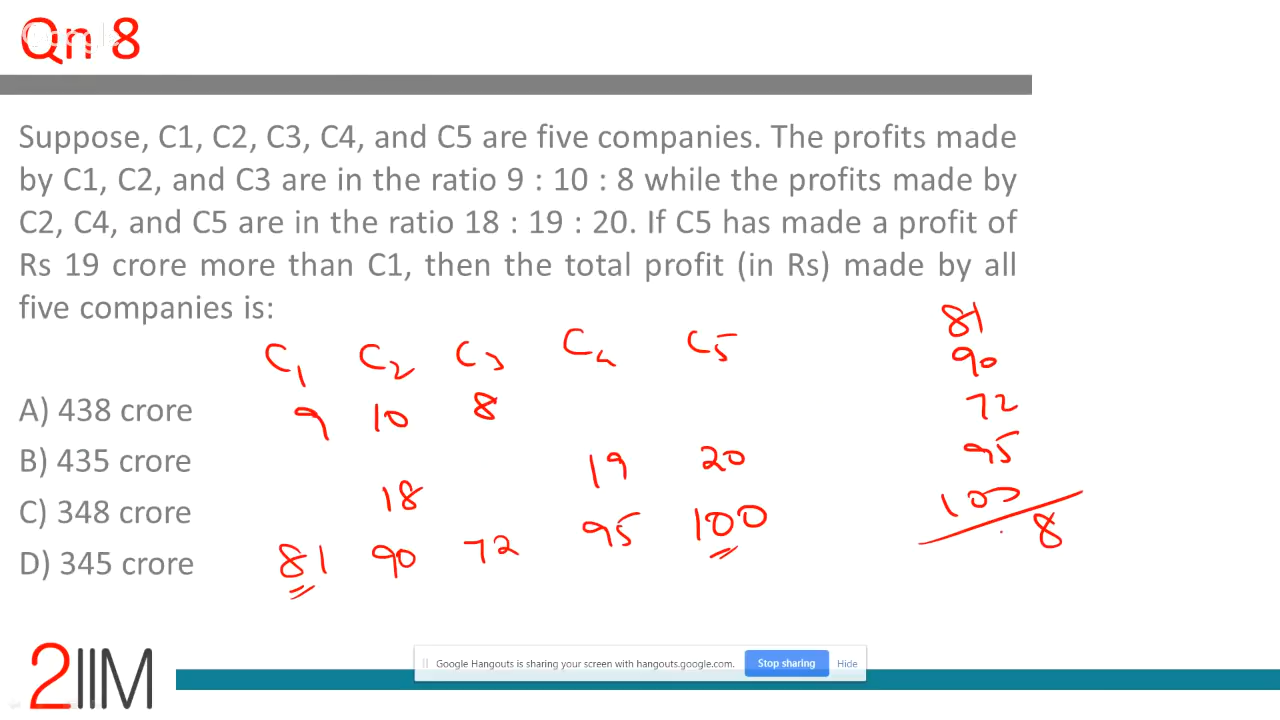 Qn 8
Suppose, C1, C2, C3, C4, and C5 are five companies. The profits made
by C1, C2, and C3 are in the ratio 9 : 10 : 8 while the profits made by
C2, C4, and C5 are in the ratio 18 : 19 : 20. If C5 has made a profit of
Rs 19 crore more than C1, then the total profit (in Rs) made by all
five companies is:
A) 438 crore
B) 435 crore
C) 348 crore
D) 345 crore
C1 C2 C3 C4 C5
9 10 8
18 19 20
81 90 72 95 100
81
90
72
95
100
8
2IIM
Google Hangouts is sharing your screen with hangouts.google.com. Stop sharing Hide